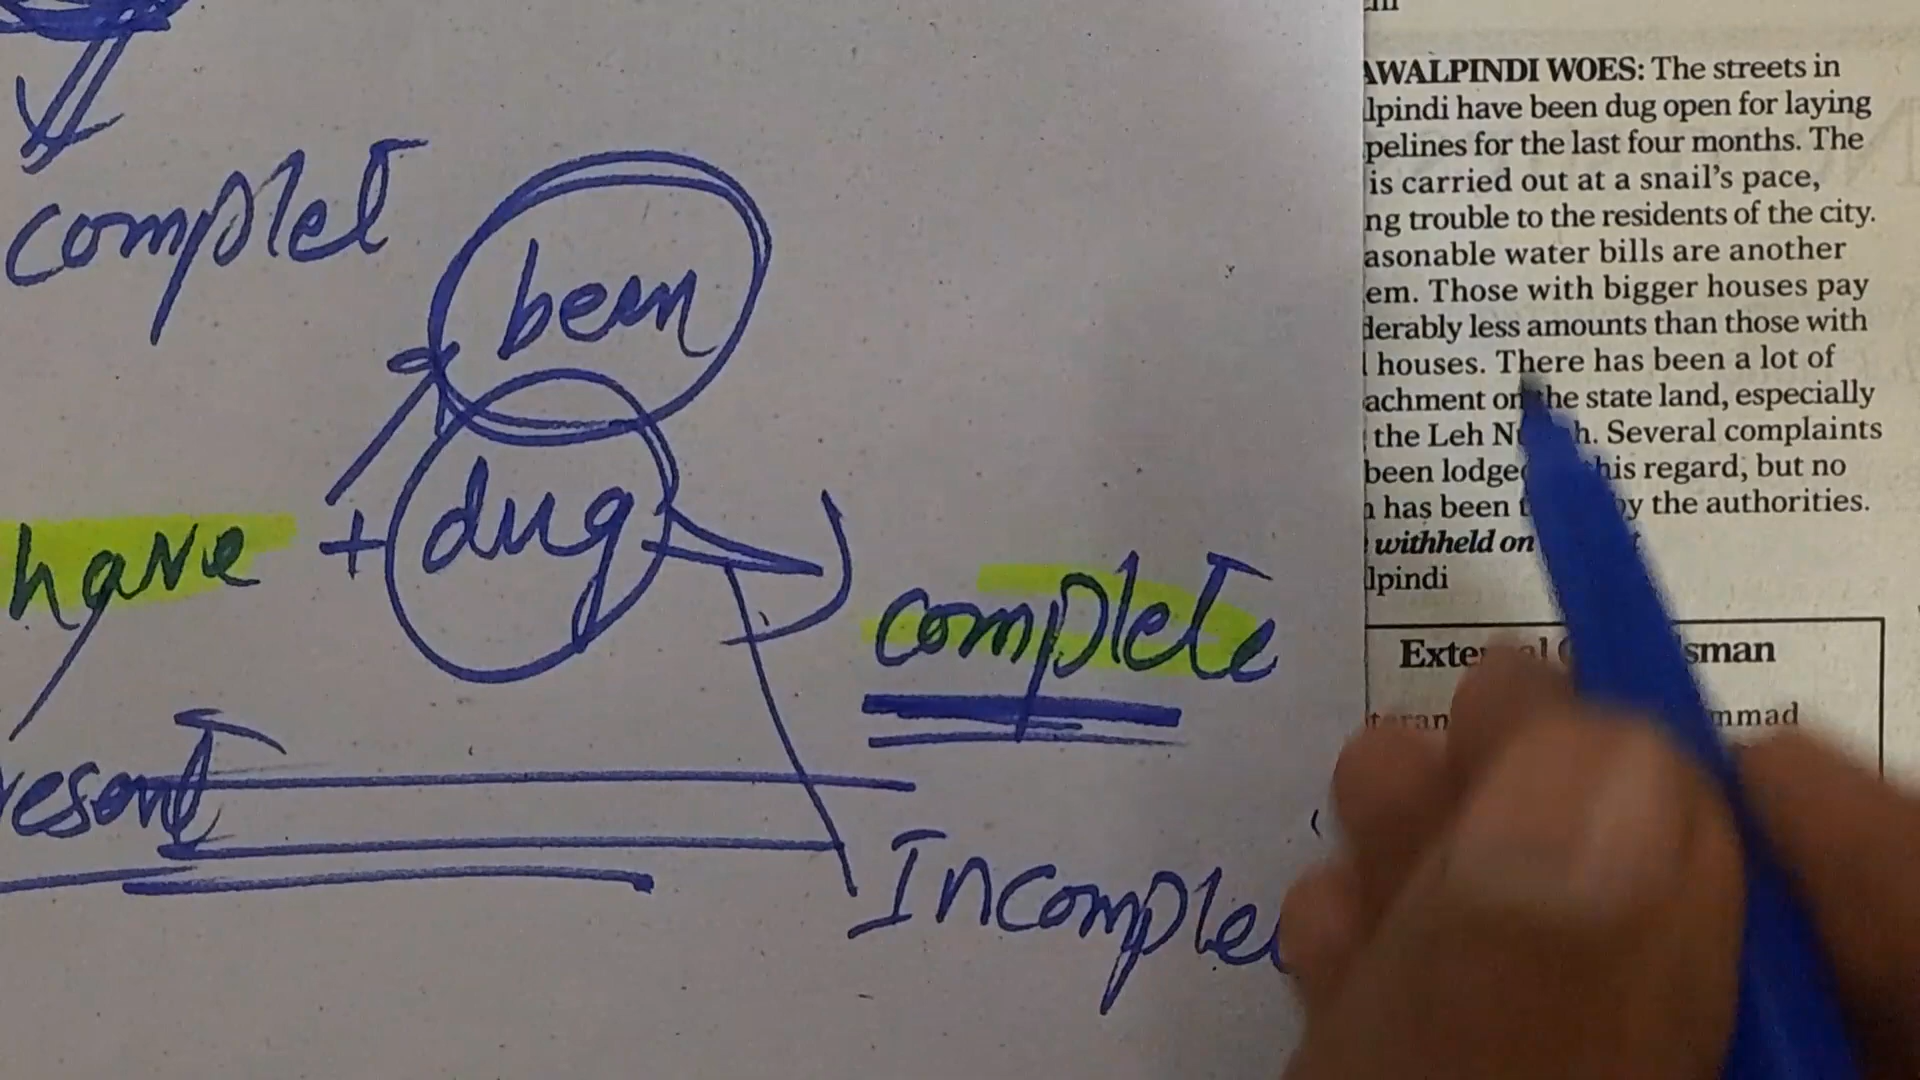 complet
been
have + dug
complete
resent
Incomple
AWALPINDI WOES: The streets in
lpindi have been dug open for laying
pelines for the last four months. The
is carried out at a snail's pace,
ng trouble to the residents of the city.
asonable water bills are another
em. Those with bigger houses pay
derably less amounts than those with
l houses. There has been a lot of
achment on the state land, especially
the Leh N h. Several complaints
been lodged his regard, but no
n has been by the authorities.
withheld on
lpindi
Exte al sman
teran mmad